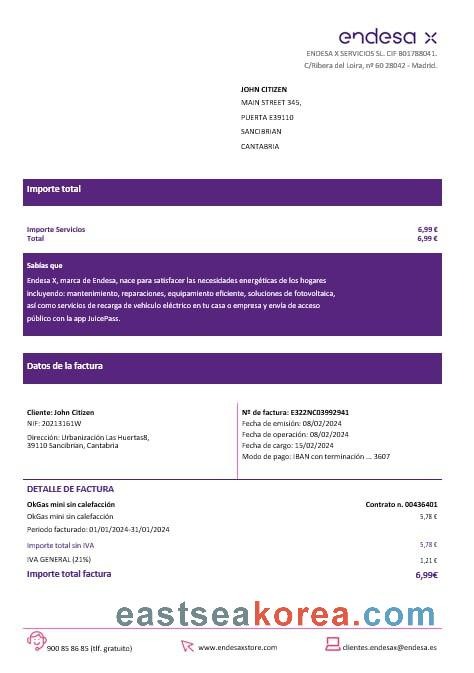 endesa x
ENDESA X SERVICIOS SL. CIF B01788041.
C/Ribera del Loira, nº 60 28042 - Madrid.
JOHN CITIZEN
MAIN STREET 345,
PUERTA E39110
SANCIBRIAN
CANTABRIA
Importe total
Importe Servicios 6,99 €
Total 6,99 €
Sabías que
Endesa X, marca de Endesa, nace para satisfacer las necesidades energéticas de los hogares
incluyendo: mantenimiento, reparaciones, equipamiento eficiente, soluciones de fotovoltaica,
así como servicios de recarga de vehículo eléctrico en tu casa o empresa y envía de acceso
público con la app JuicePass.
Datos de la factura
Cliente: John Citizen
NIF: 20213161W
Dirección: Urbanización Las Huertas8,
39110 Sancibrian, Cantabria
Nº de factura: E322NC03992941
Fecha de emisión: 08/02/2024
Fecha de operación: 08/02/2024
Fecha de cargo: 15/02/2024
Modo de pago: IBAN con terminación ... 3607
DETALLE DE FACTURA
OkGas mini sin calefacción Contrato n. 00436401
OkGas mini sin calefacción 5,78 €
Periodo facturado: 01/01/2024-31/01/2024
Importe total sin IVA 5,78 €
IVA GENERAL (21%) 1,21 €
Importe total factura 6,99€
eastseakorea.com
900 85 86 85 (tlf. gratuito) www.endesaxstore.com clientes.endesax@endesa.es